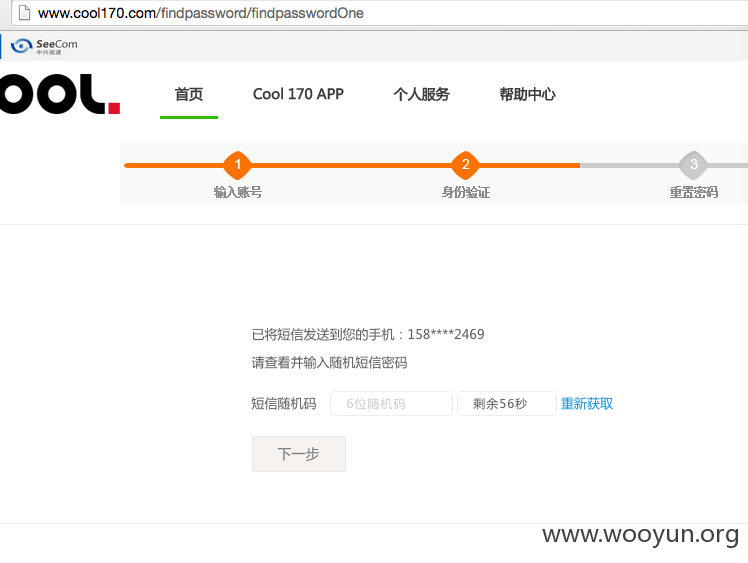 www.cool170.com/findpassword/findpasswordOne
SeeCom
中兴视通
OOL.
首页 Cool 170 APP 个人服务 帮助中心
1 2 3
输入账号 身份验证 重置密码
已将短信发送到您的手机：158****2469
请查看并输入随机短信密码
短信随机码 6位随机码 剩余56秒 重新获取
下一步
www.wooyun.org